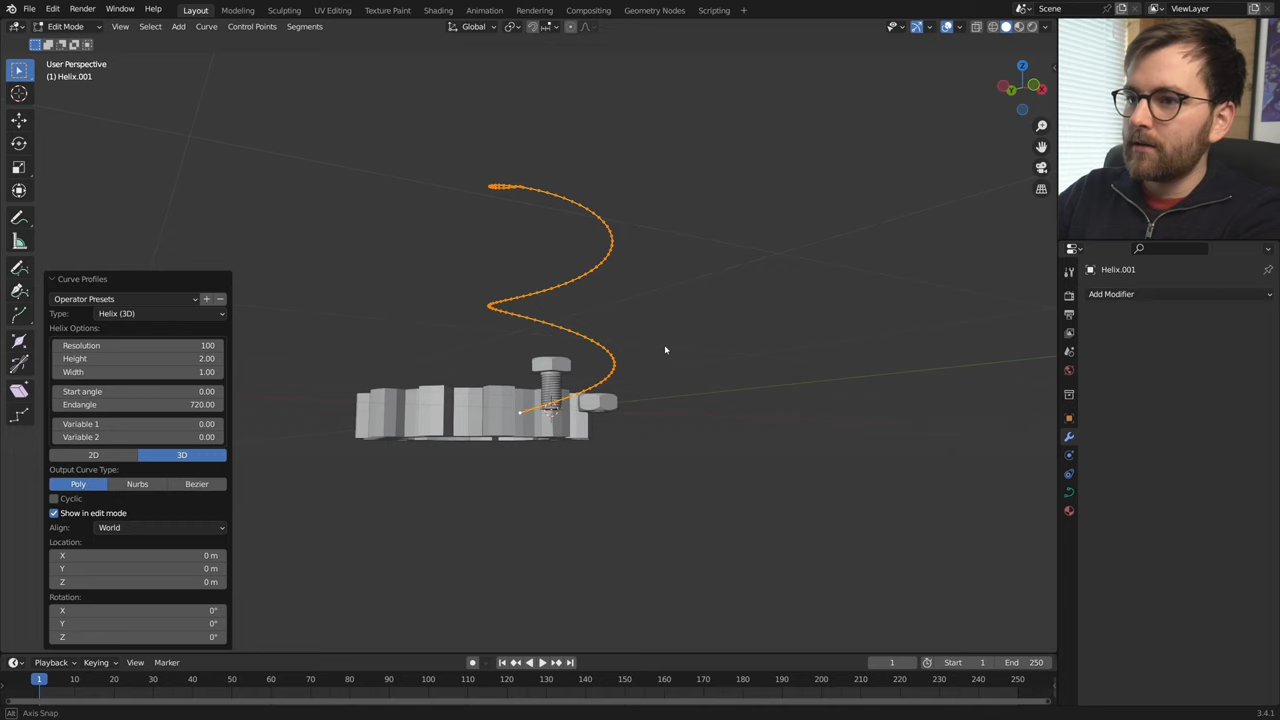 File Edit Render Window Help Layout Modeling Sculpting UV Editing Texture Paint Shading Animation Rendering Compositing Geometry Nodes Scripting + Scene ViewLayer
Edit Mode View Select Add Curve Control Points Segments Global
User Perspective
(1) Helix.001
Z
Y
X
Helix.001
Add Modifier
Curve Profiles
Operator Presets
Type: Helix (3D)
Helix Options:
Resolution 100
Height 2.00
Width 1.00
Start angle 0.00
Endangle 720.00
Variable 1 0.00
Variable 2 0.00
2D 3D
Output Curve Type:
Poly Nurbs Bezier
Cyclic
Show in edit mode
Align: World
Location:
X 0 m
Y 0 m
Z 0 m
Rotation:
X 0°
Y 0°
Z 0°
Playback Keying View Marker 1 Start 1 End 250
1 10 20 30 40 50 60 70 80 90 100 110 120 130 140 150 160 170 180 190 200 210 220 230 240 250
Alt Axis Snap 3.4.1